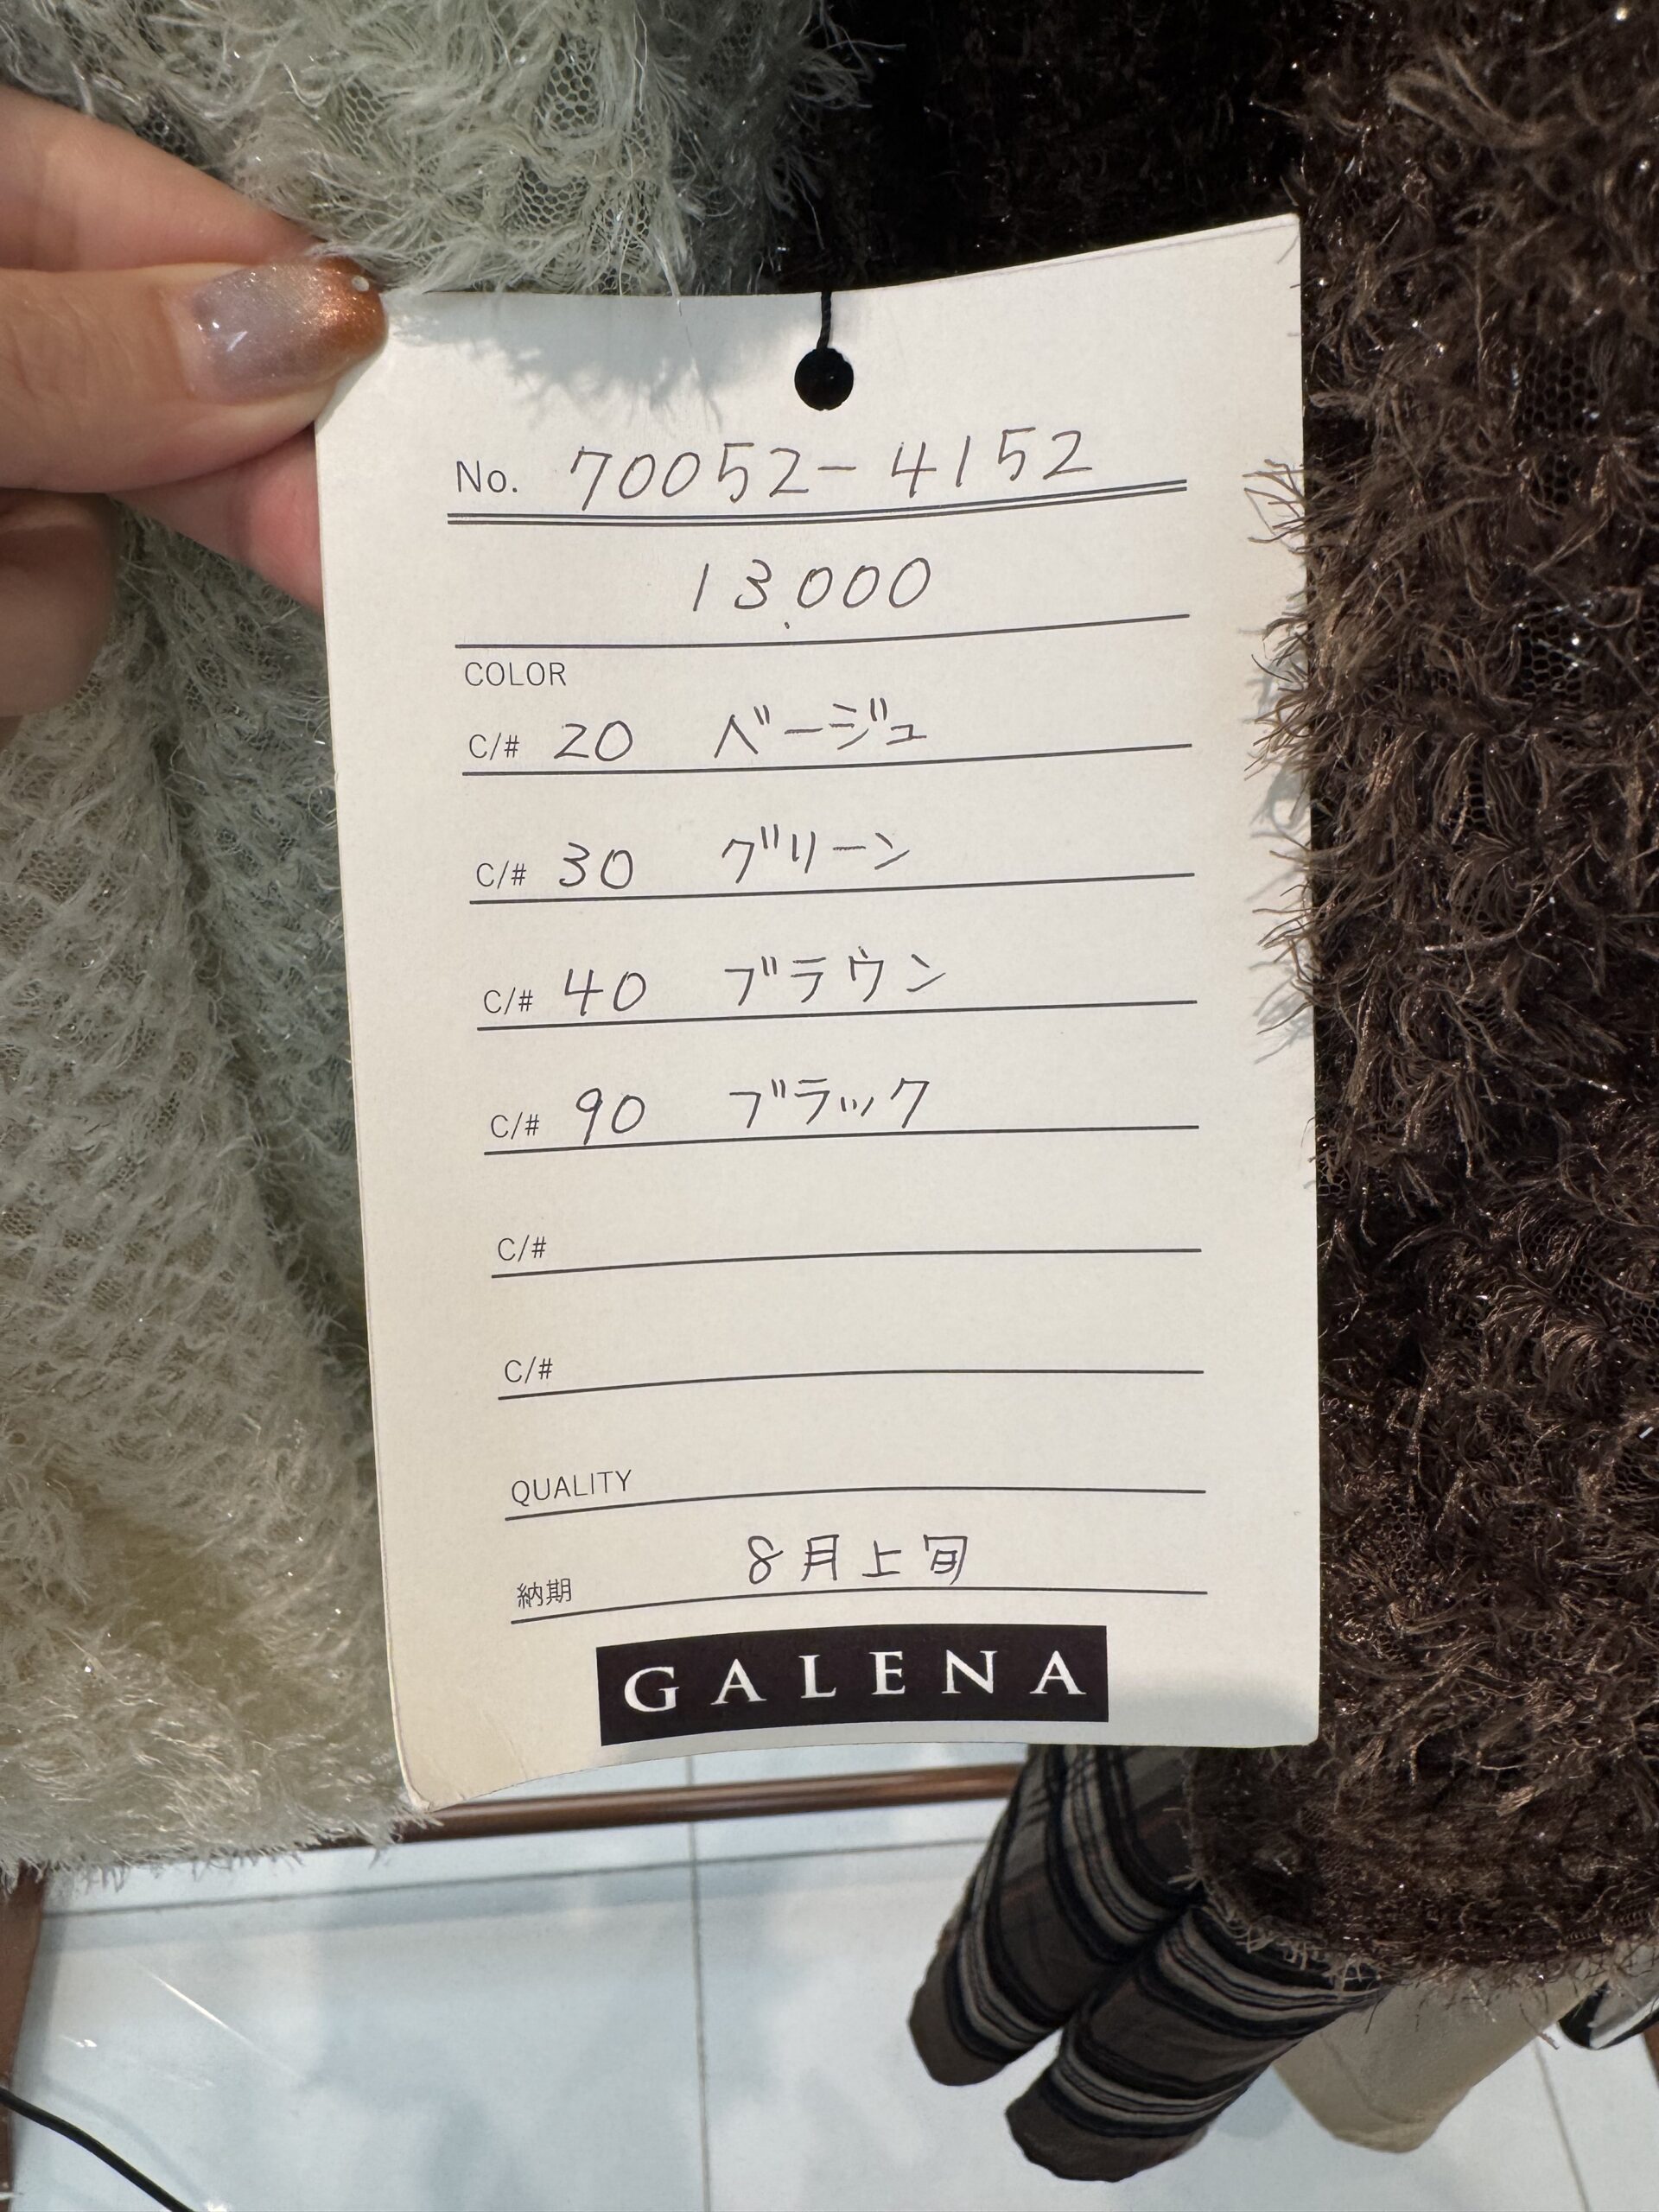 No. 70052-4152
13,000
COLOR
C/# 20 ベージュ
C/# 30 グリーン
C/# 40 ブラウン
C/# 90 ブラック
C/#
C/#
QUALITY
納期 8月上旬
GALENA